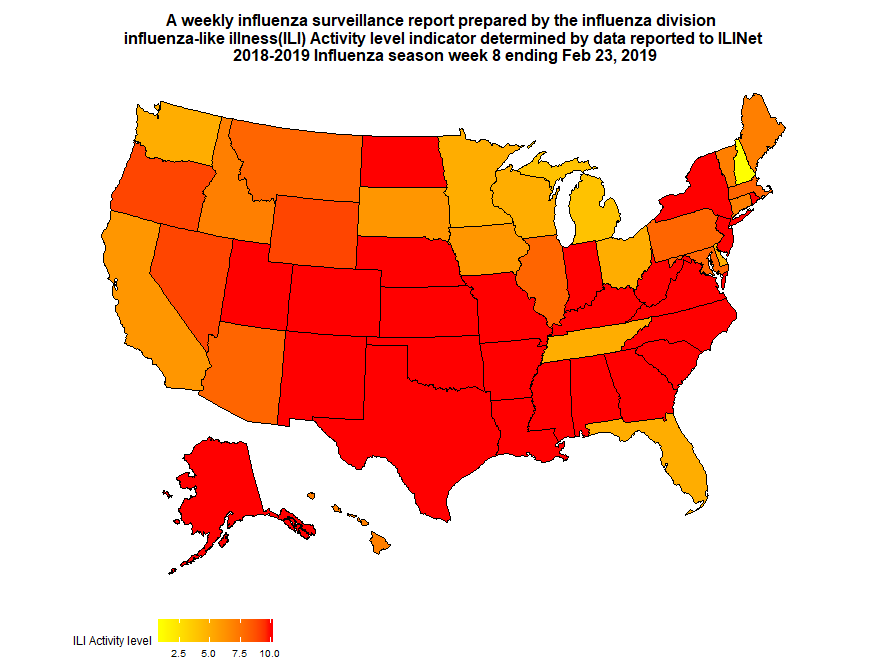 A weekly influenza surveillance report prepared by the influenza division
influenza-like illness(ILI) Activity level indicator determined by data reported to ILINet
2018-2019 Influenza season week 8 ending Feb 23, 2019
ILI Activity level
2.5 5.0 7.5 10.0